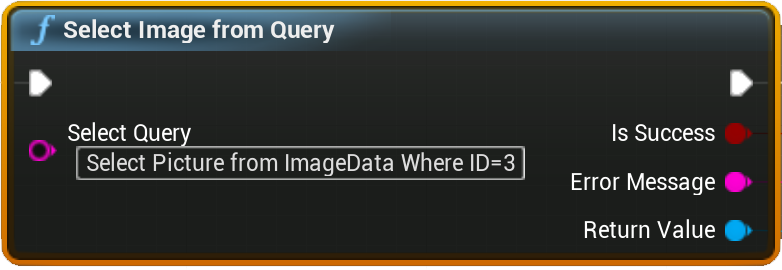 f Select Image from Query
Select Query
Select Picture from ImageData Where ID=3
Is Success
Error Message
Return Value